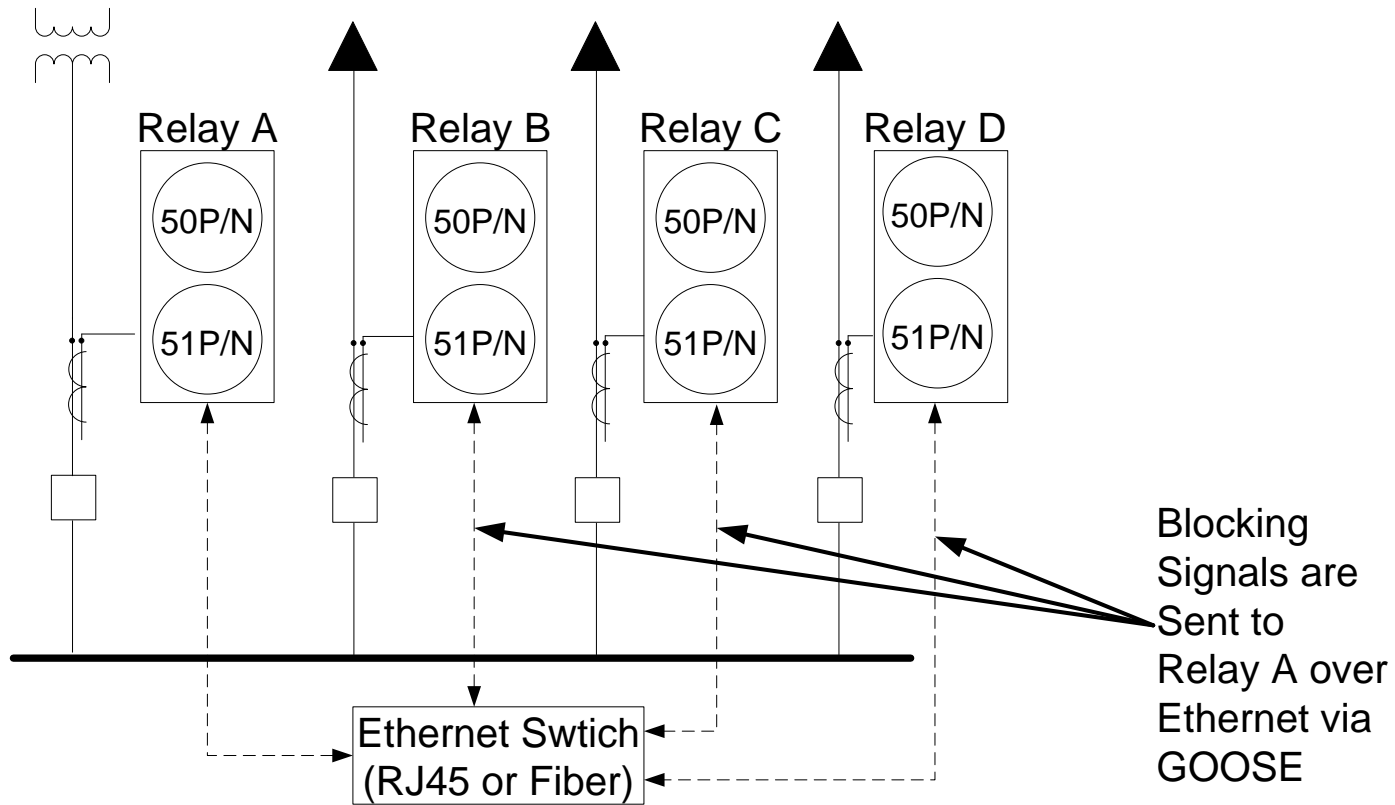 Relay A
Relay B
Relay C
Relay D
50P/N
50P/N
50P/N
50P/N
51P/N
51P/N
51P/N
51P/N
Blocking
Signals are
Sent to
Relay A over
Ethernet via
GOOSE
Ethernet Swtich
(RJ45 or Fiber)